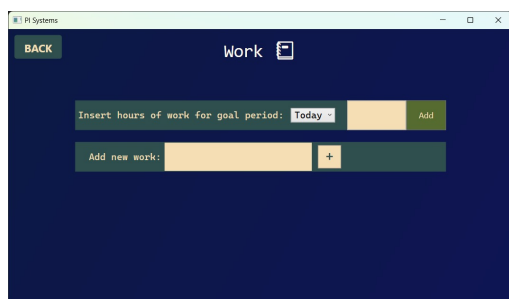 PI Systems
BACK
Work
Insert hours of work for goal period: Today Add
Add new work: +